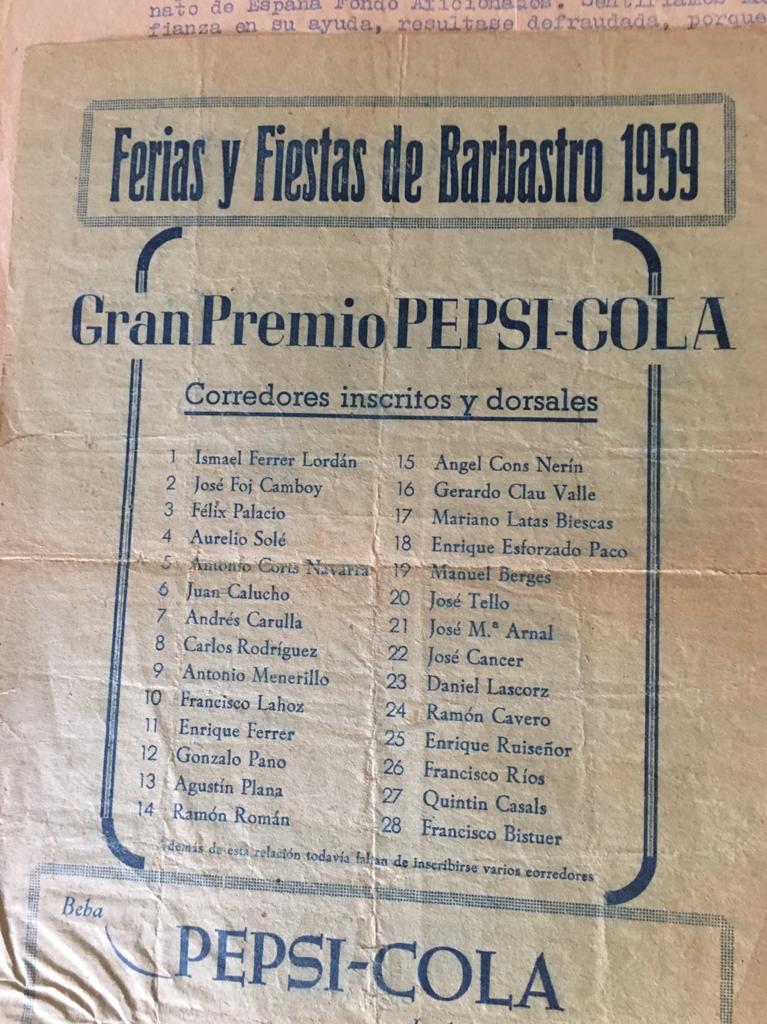 nato de España Fondo Aficionados. Sentiríamos
fianza en su ayuda, resultase defraudada, porque
Ferias y Fiestas de Barbastro 1959
Gran Premio PEPSI-COLA
Corredores inscritos y dorsales
1 Ismael Ferrer Lordán
2 José Foj Camboy
3 Félix Palacio
4 Aurelio Solé
5 Antonio Corts Navarra
6 Juan Calucho
7 Andrés Carulla
8 Carlos Rodríguez
9 Antonio Menerillo
10 Francisco Lahoz
11 Enrique Ferrer
12 Gonzalo Pano
13 Agustín Plana
14 Ramón Román
15 Angel Cons Nerín
16 Gerardo Clau Valle
17 Mariano Latas Biescas
18 Enrique Esforzado Paco
19 Manuel Berges
20 José Tello
21 José M.ª Arnal
22 José Cancer
23 Daniel Lascorz
24 Ramón Cavero
25 Enrique Ruiseñor
26 Francisco Ríos
27 Quintin Casals
28 Francisco Bistuer
Además de esta relación todavía faltan de inscribirse varios corredores
Beba
PEPSI-COLA